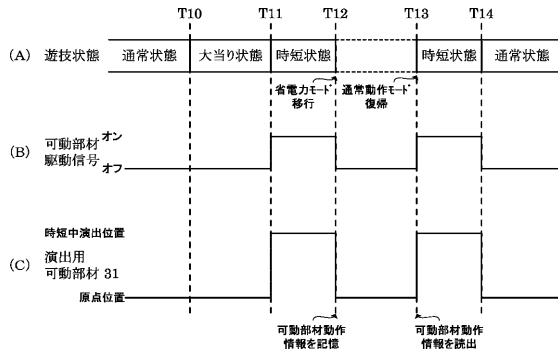 T10 T11 T12 T13 T14
(A) 遊技状態 通常状態 大当り状態 時短状態 時短状態 通常状態
省電力モード 通常動作モード
移行 復帰
(B) 可動部材 オン
駆動信号
オフ
時短中演出位置
(C) 演出用
可動部材 31
原点位置
可動部材動作 可動部材動作
情報を記憶 情報を読出